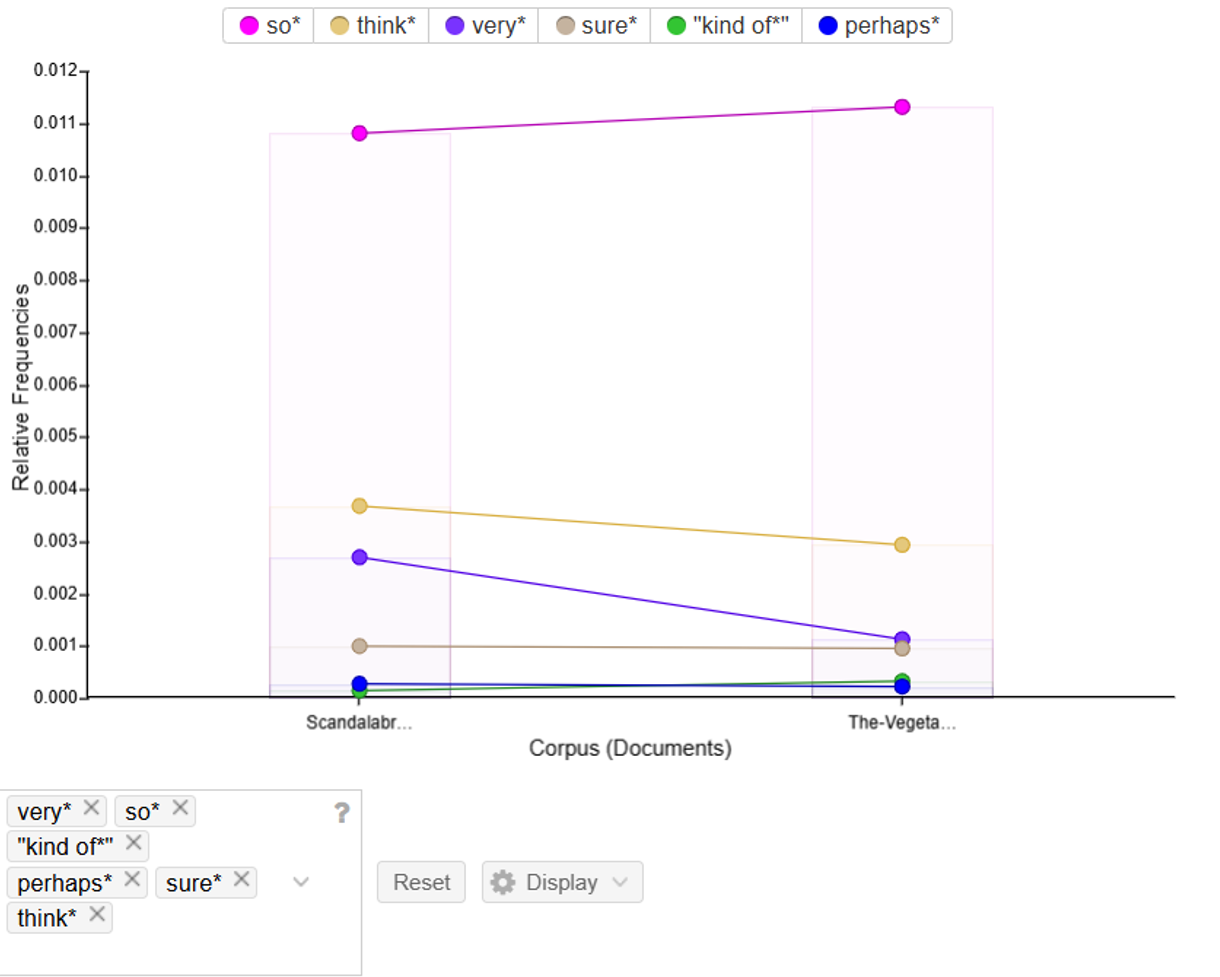 so* think* very* sure* "kind of*" perhaps*
0.012
0.011
0.010
0.009
0.008
0.007
0.006
0.005
0.004
0.003
0.002
0.001
0.000
Relative Frequencies
Scandalabr... The-Vegeta...
Corpus (Documents)
very* so* ?
"kind of*"
perhaps* sure* Reset Display
think*